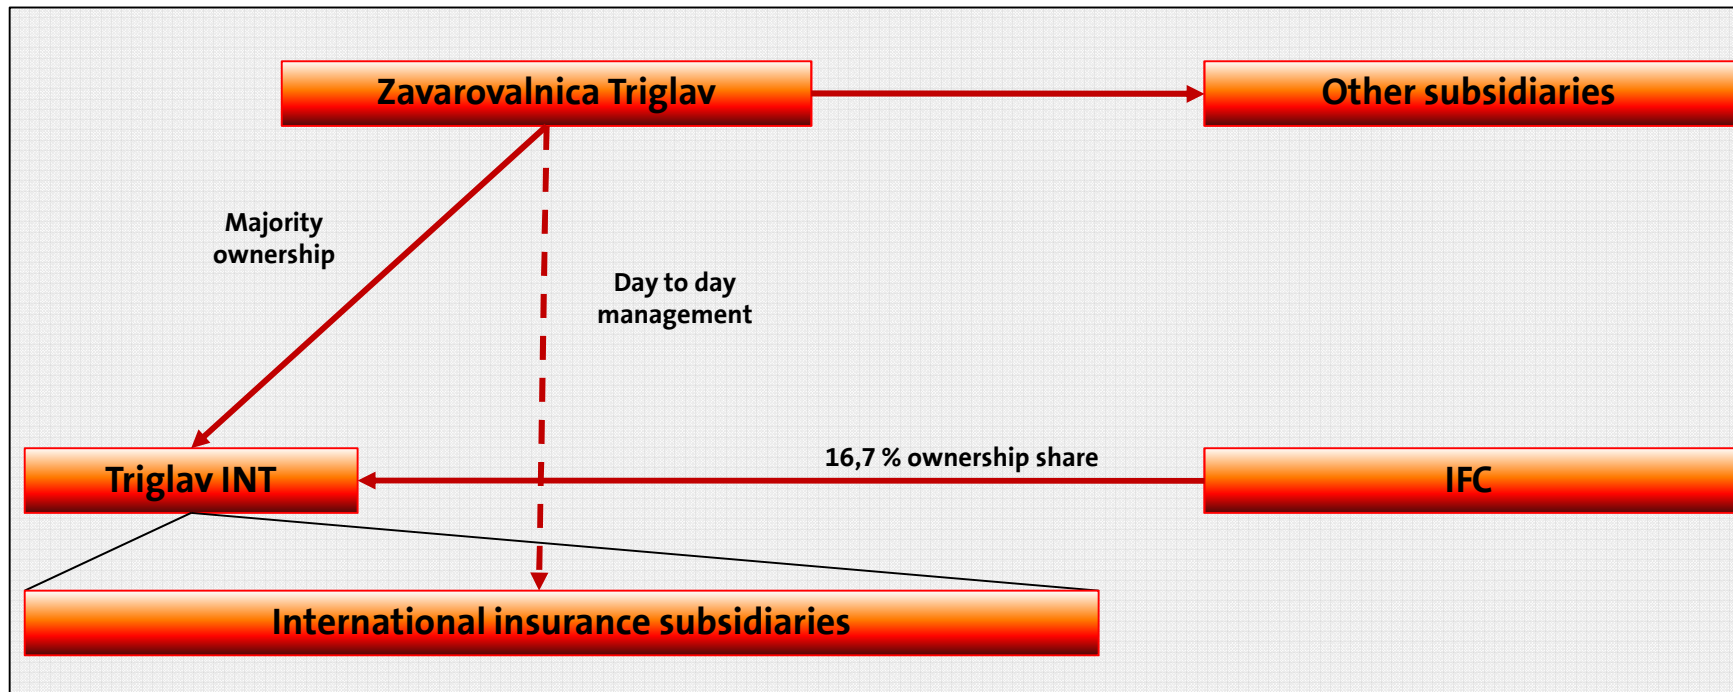 Zavarovalnica Triglav
Other subsidiaries
Majority
ownership
Day to day
management
16,7 % ownership share
Triglav INT
IFC
International insurance subsidiaries